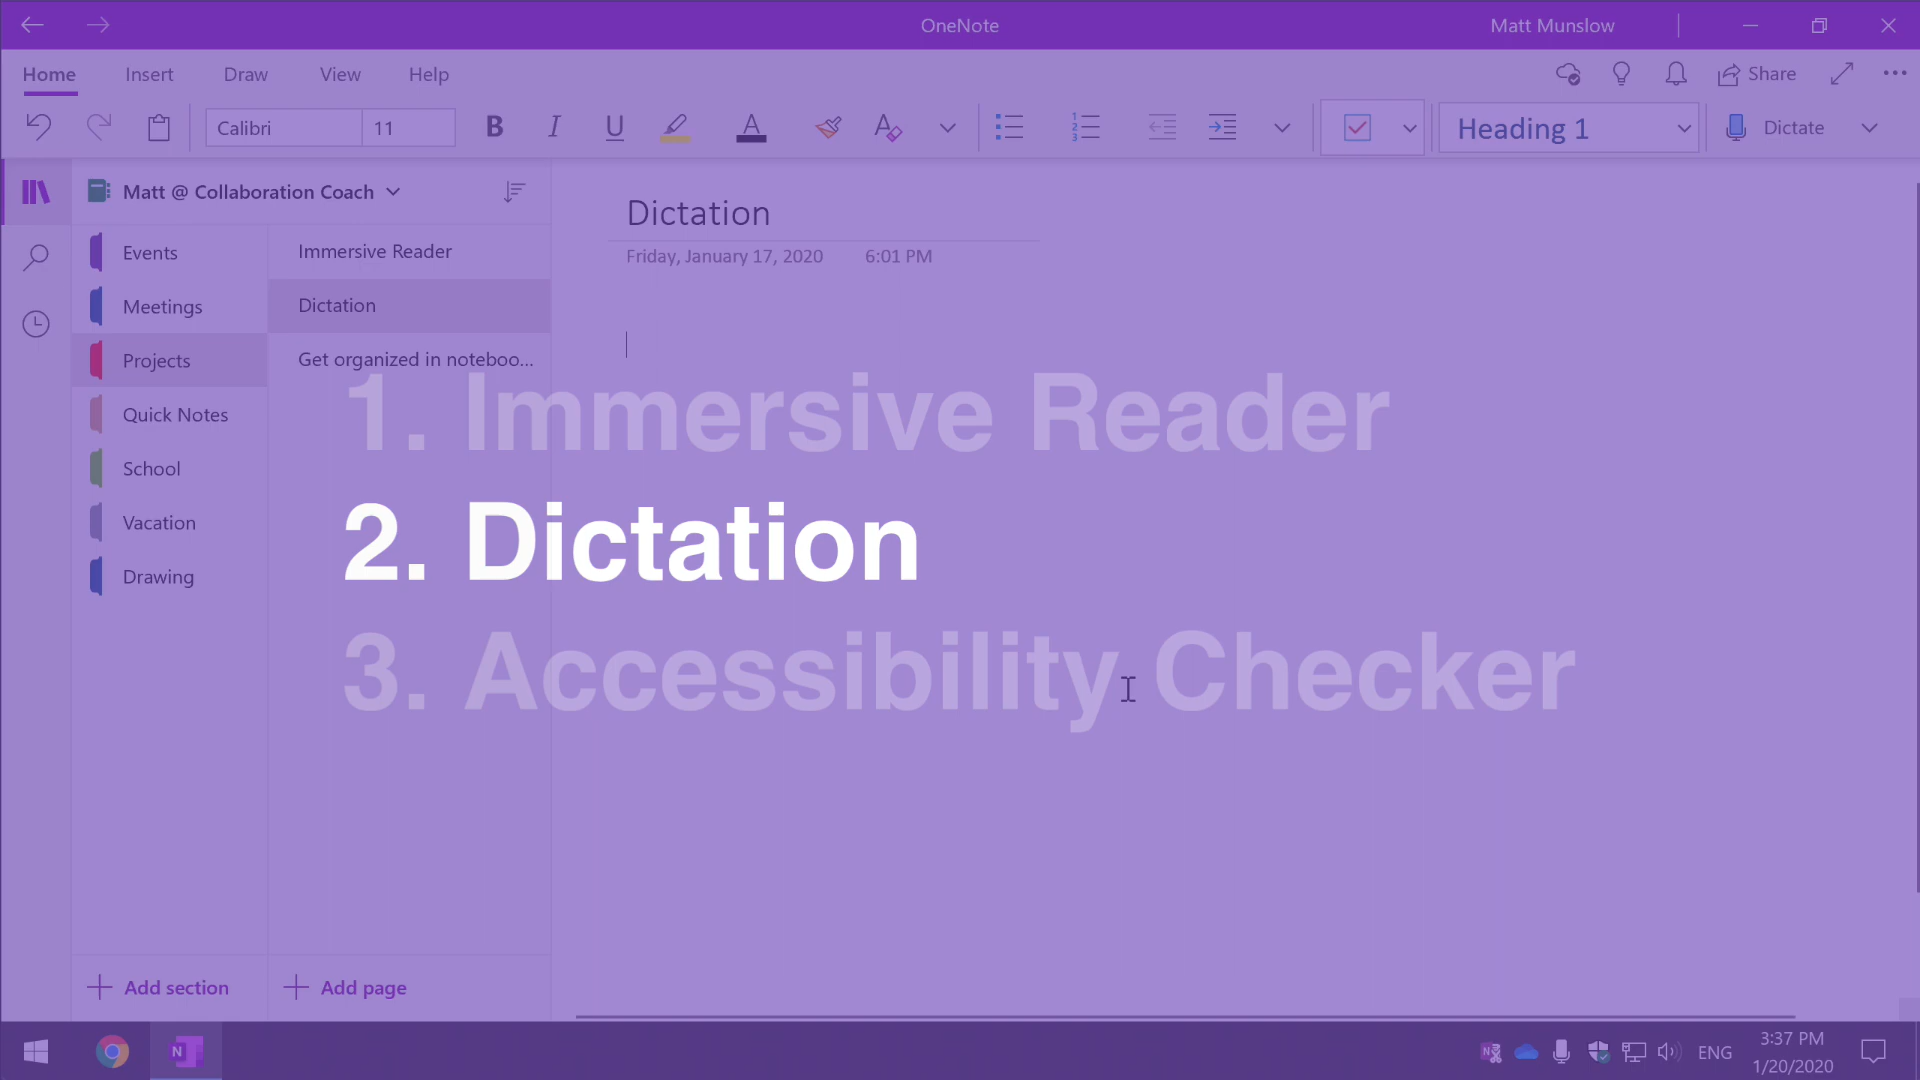 OneNote
Matt Munslow
Home Insert Draw View Help
Share
Calibri 11 B I U A A
Heading 1
Dictate
Matt @ Collaboration Coach
Events
Meetings
Projects
Quick Notes
School
Vacation
Drawing
Immersive Reader
Dictation
Get organized in noteboo...
Dictation
Friday, January 17, 2020 6:01 PM
1. Immersive Reader
2. Dictation
3. Accessibility Checker
Add section
Add page
N
ENG
3:37 PM
1/20/2020